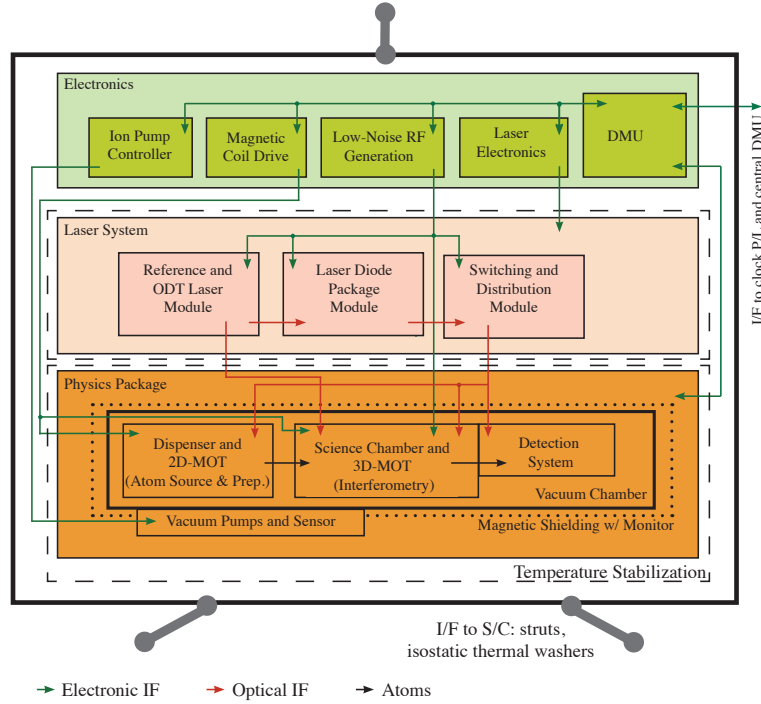 Electronics
Ion Pump
Controller
Magnetic
Coil Drive
Low-Noise RF
Generation
Laser
Electronics
DMU
I/F to clock P/L and central DMU
Laser System
Reference and
ODT Laser
Module
Laser Diode
Package
Module
Switching and
Distribution
Module
Physics Package
Dispenser and
2D-MOT
(Atom Source & Prep.)
Science Chamber and
3D-MOT
(Interferometry)
Detection
System
Vacuum Chamber
Vacuum Pumps and Sensor
Magnetic Shielding w/ Monitor
Temperature Stabilization
I/F to S/C: struts,
isostatic thermal washers
Electronic IF
Optical IF
Atoms